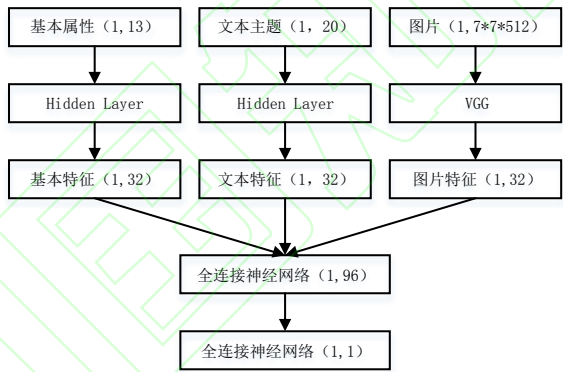 基本属性（1,13） 文本主题（1，20） 图片（1,7*7*512）
Hidden Layer Hidden Layer VGG
基本特征（1,32） 文本特征（1，32） 图片特征（1,32）
全连接神经网络（1,96）
全连接神经网络（1,1）